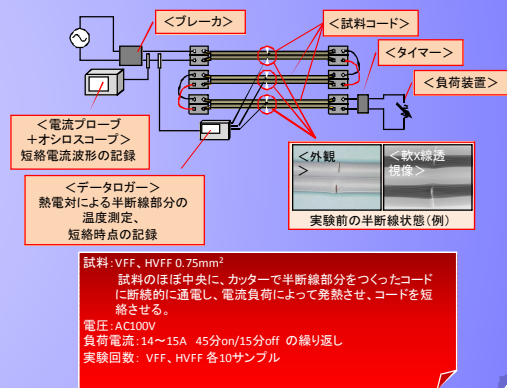 <ブレーカ>
<試料コード>
<タイマー>
<負荷装置>
<電流プローブ
+オシロスコープ>
短絡電流波形の記録
<データロガー>
熱電対による半断線部分の
温度測定、
短絡時点の記録
<外観
>
<軟X線透
視像>
実験前の半断線状態(例)
試料:VFF、HVFF 0.75mm²
試料のほぼ中央に、カッターで半断線部分をつくったコード
に断続的に通電し、電流負荷によって発熱させ、コードを短
絡させる。
電圧:AC100V
負荷電流:14~15A 45分on/15分off の繰り返し
実験回数: VFF、HVFF 各10サンプル